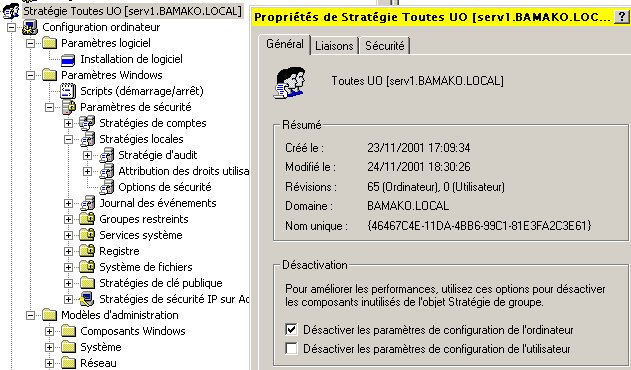 Stratégie Toutes UO [serv1.BAMAKO.LOCAL]
Configuration ordinateur
Paramètres logiciel
Installation de logiciel
Paramètres Windows
Scripts (démarrage/arrêt)
Paramètres de sécurité
Stratégies de comptes
Stratégies locales
Stratégie d'audit
Attribution des droits utilisa
Options de sécurité
Journal des événements
Groupes restreints
Services système
Registre
Système de fichiers
Stratégies de clé publique
Stratégies de sécurité IP sur Ac
Modèles d'administration
Composants Windows
Système
Réseau
Propriétés de Stratégie Toutes UO [serv1.BAMAKO.LOC... ?
Général Liaisons Sécurité
Toutes UO [serv1.BAMAKO.LOCAL]
Résumé
Créé le : 23/11/2001 17:09:34
Modifié le : 24/11/2001 18:30:26
Révisions : 65 (Ordinateur), 0 (Utilisateur)
Domaine : BAMAKO.LOCAL
Nom unique : {46467C4E-11DA-4BB6-99C1-81E3FA2C3E61}
Désactivation
Pour améliorer les performances, utilisez ces options pour désactiver
les composants inutilisés de l'objet Stratégie de groupe.
Désactiver les paramètres de configuration de l'ordinateur
Désactiver les paramètres de configuration de l'utilisateur